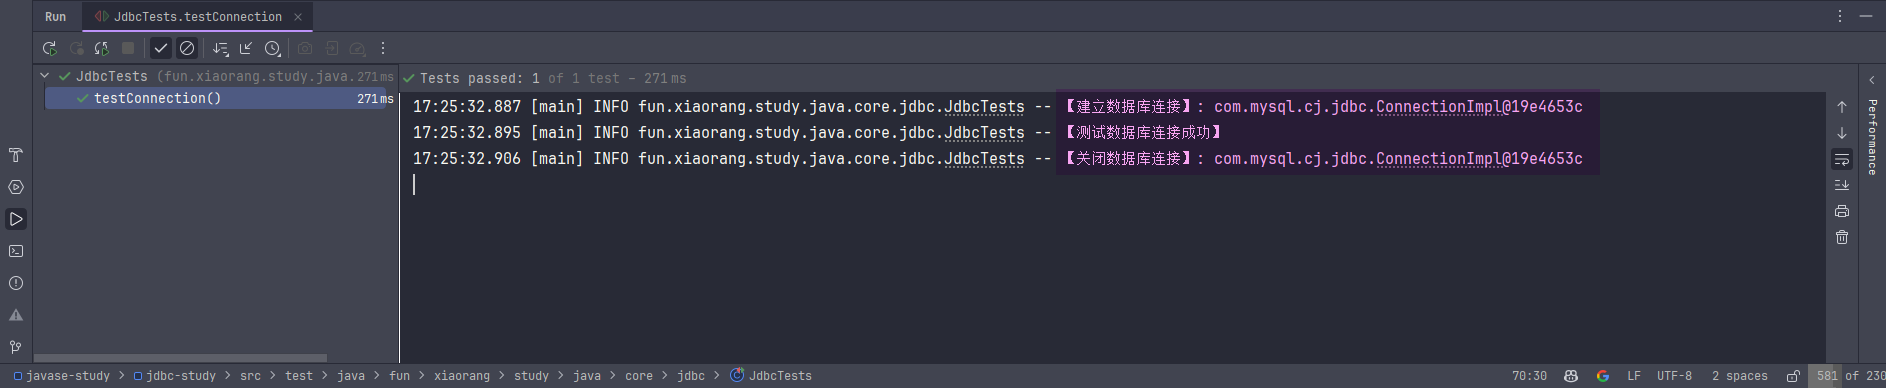 Run
JdbcTests.testConnection
JdbcTests (fun.xiaorang.study.java. 271 ms
testConnection() 271 ms
Tests passed: 1 of 1 test – 271 ms
17:25:32.887 [main] INFO fun.xiaorang.study.java.core.jdbc.JdbcTests -- 【建立数据库连接】: com.mysql.cj.jdbc.ConnectionImpl@19e4653c
17:25:32.895 [main] INFO fun.xiaorang.study.java.core.jdbc.JdbcTests -- 【测试数据库连接成功】
17:25:32.906 [main] INFO fun.xiaorang.study.java.core.jdbc.JdbcTests -- 【关闭数据库连接】: com.mysql.cj.jdbc.ConnectionImpl@19e4653c
Performance
javase-study > jdbc-study > src > test > java > fun > xiaorang > study > java > core > jdbc > JdbcTests
70:30 LF UTF-8 2 spaces 581 of 230